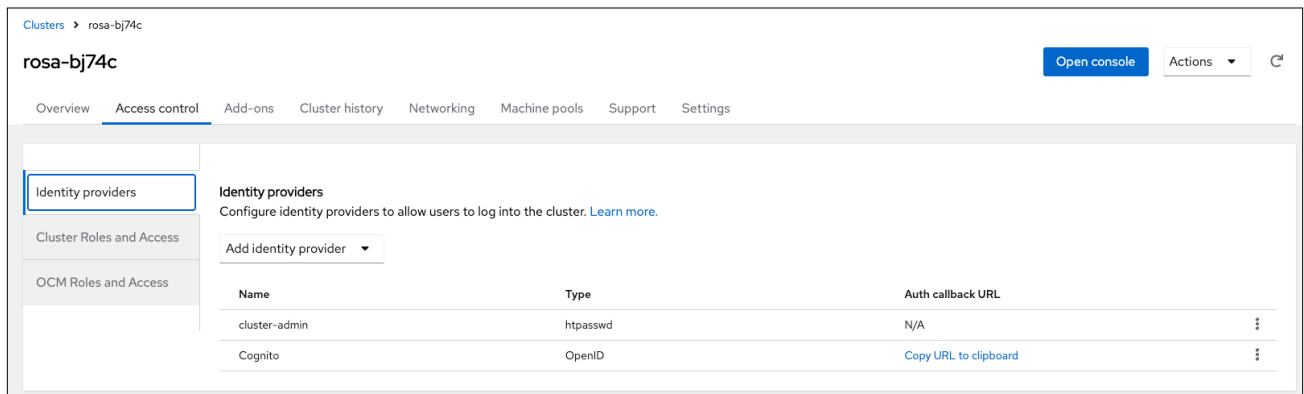 Clusters > rosa-bj74c
rosa-bj74c
Open console
Actions
Overview Access control Add-ons Cluster history Networking Machine pools Support Settings
Identity providers
Cluster Roles and Access
OCM Roles and Access
Identity providers
Configure identity providers to allow users to log into the cluster. Learn more.
Add identity provider
Name Type Auth callback URL
cluster-admin htpasswd N/A
Cognito OpenID Copy URL to clipboard